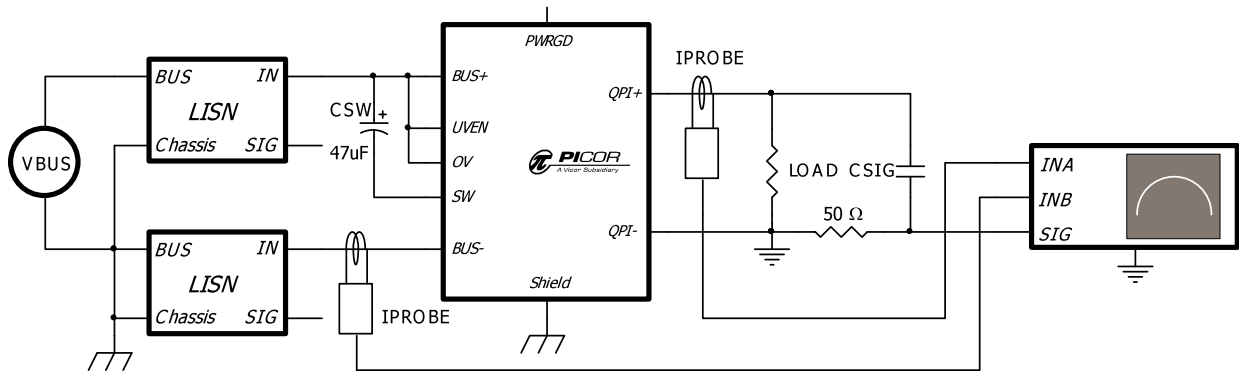 PWRGD
IPROBE
BUS IN
LISN
Chassis SIG
VBUS
CSW +
47uF
BUS+
UVEN
OV
SW
BUS-
QPI+
PICOR
A Vicor Subsidiary
QPI-
Shield
LOAD CSIG
50 Ω
INA
INB
SIG
BUS IN
LISN
Chassis SIG
IPROBE